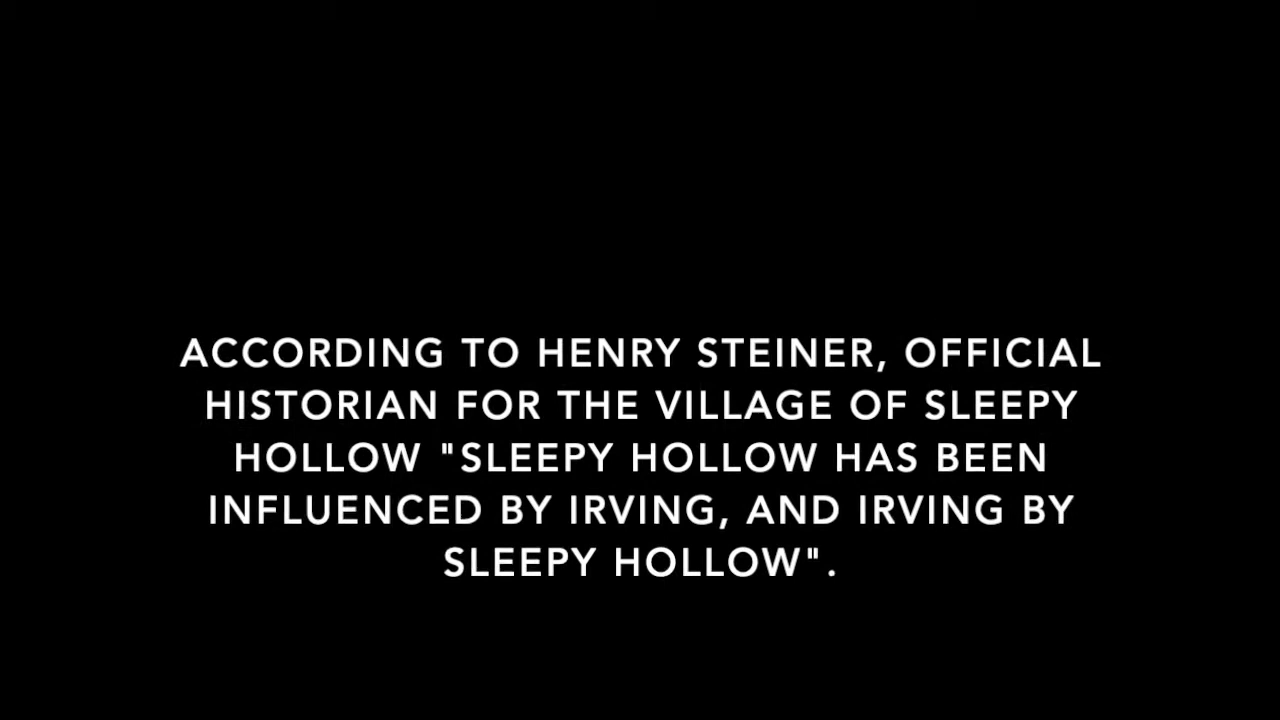 ACCORDING TO HENRY STEINER, OFFICIAL
HISTORIAN FOR THE VILLAGE OF SLEEPY
HOLLOW "SLEEPY HOLLOW HAS BEEN
INFLUENCED BY IRVING, AND IRVING BY
SLEEPY HOLLOW".